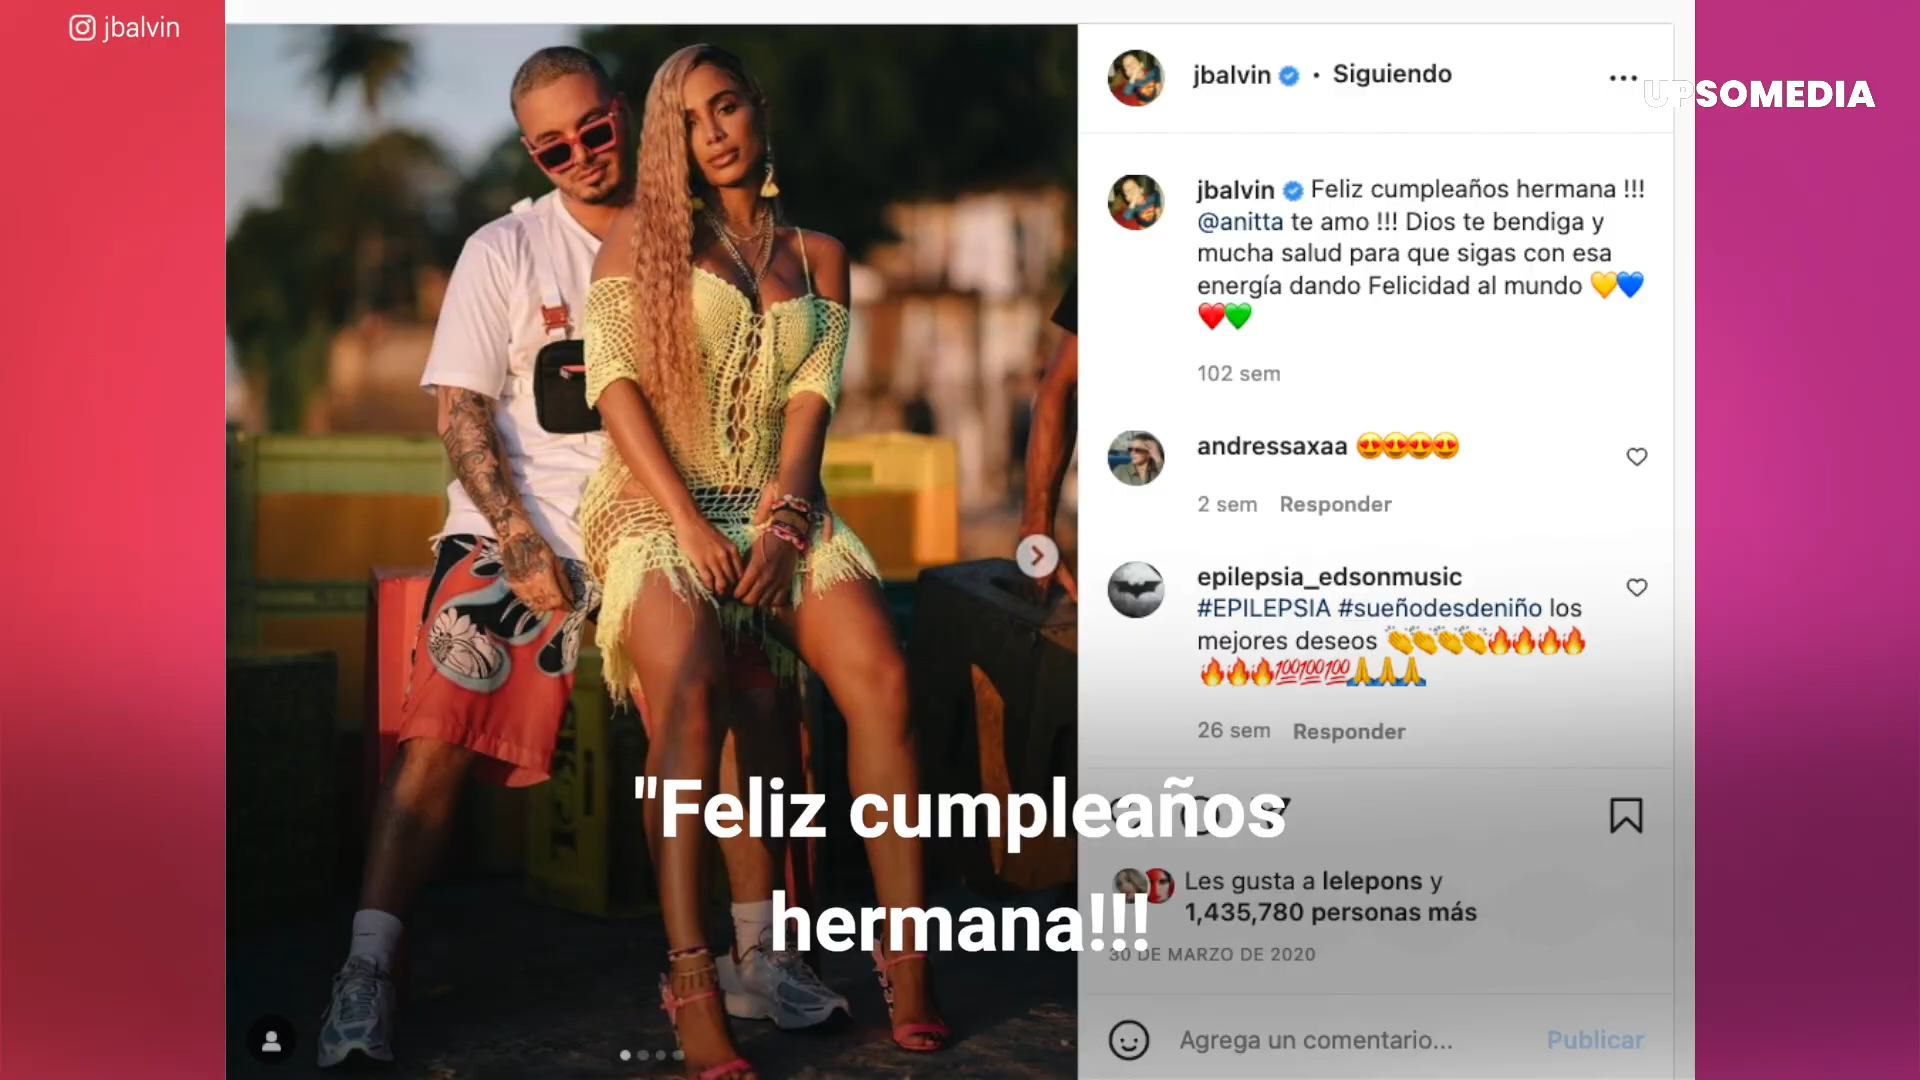 jbalvin
jbalvin • Siguiendo
UPSOMEDIA
jbalvin Feliz cumpleaños hermana !!!
@anitta te amo !!! Dios te bendiga y
mucha salud para que sigas con esa
energía dando Felicidad al mundo 💛💙
❤️💚
102 sem
andressaxaa 😍😍😍😍
2 sem Responder
epilepsia_edsonmusic
#EPILEPSIA #sueñodesdeniño los
mejores deseos 👏👏👏👏🔥🔥🔥🔥
🔥🔥🔥💯💯💯🙏🙏🙏
26 sem Responder
"Feliz cumpleaños
hermana!!!
Les gusta a lelepons y
1,435,780 personas más
30 DE MARZO DE 2020
Agrega un comentario... Publicar